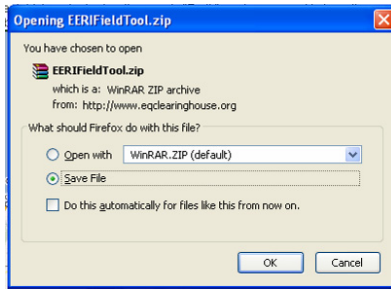 Opening EERIFieldTool.zip
You have chosen to open
EERIFieldTool.zip
which is a: WinRAR ZIP archive
from: http://www.eqclearinghouse.org
What should Firefox do with this file?
Open with WinRAR.ZIP (default)
Save File
Do this automatically for files like this from now on.
OK Cancel